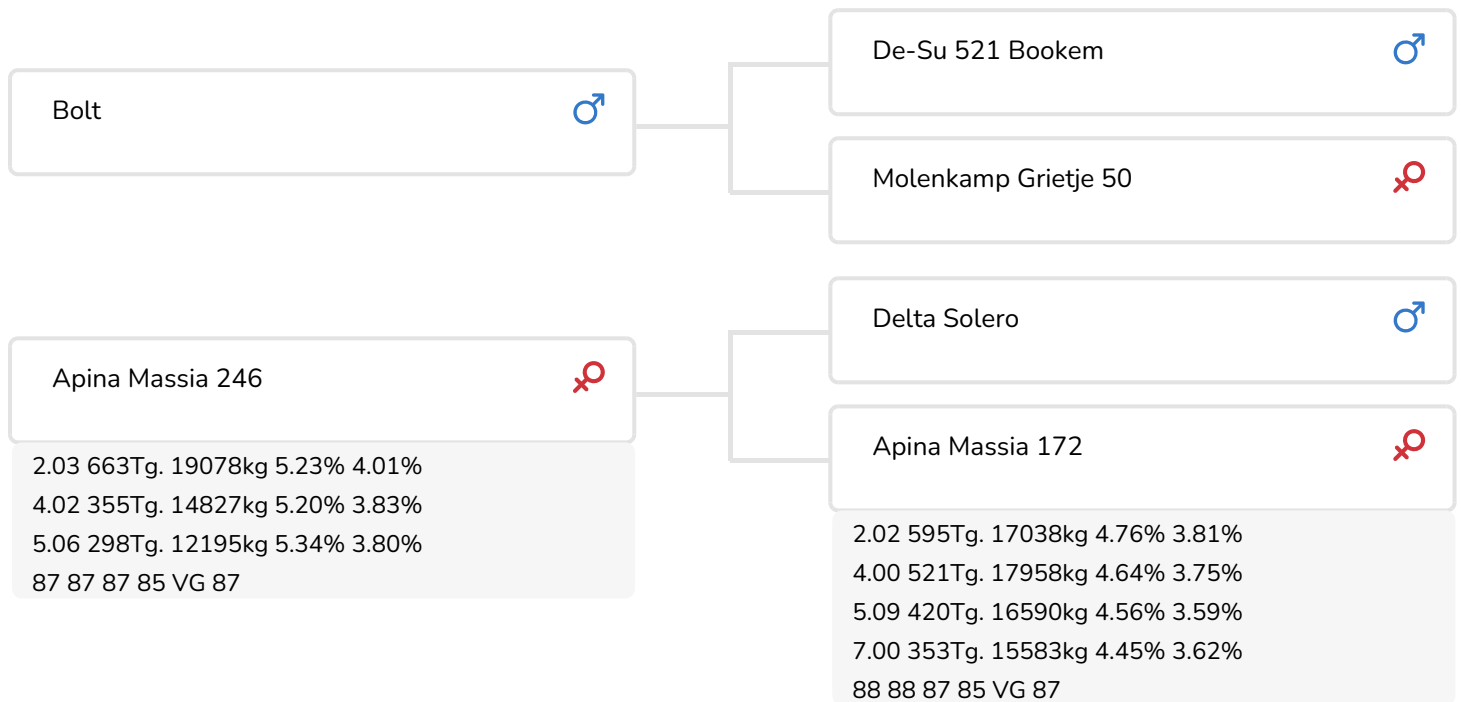 Bolt
De-Su 521 Bookem
Molenkamp Grietje 50
Apina Massia 246
2.03 663Tg. 19078kg 5.23% 4.01%
4.02 355Tg. 14827kg 5.20% 3.83%
5.06 298Tg. 12195kg 5.34% 3.80%
87 87 87 85 VG 87
Delta Solero
Apina Massia 172
2.02 595Tg. 17038kg 4.76% 3.81%
4.00 521Tg. 17958kg 4.64% 3.75%
5.09 420Tg. 16590kg 4.56% 3.59%
7.00 353Tg. 15583kg 4.45% 3.62%
88 88 87 85 VG 87